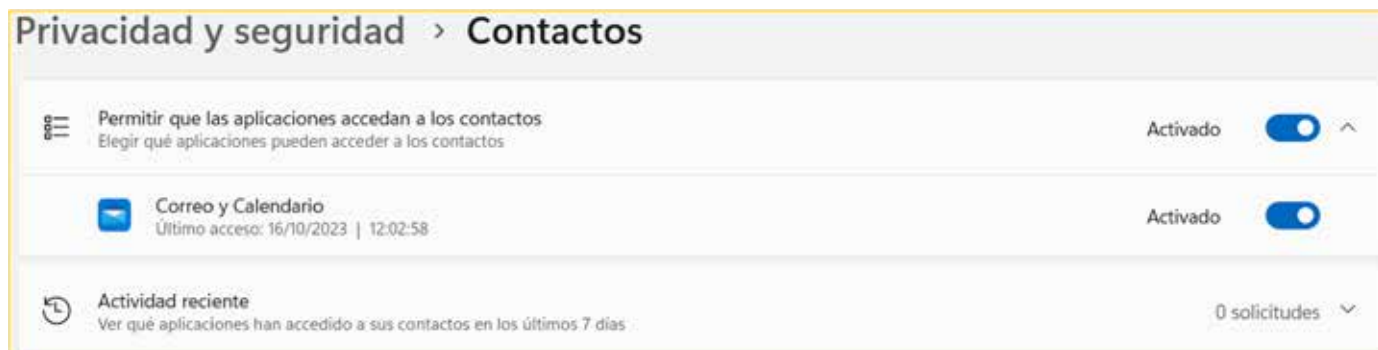 Privacidad y seguridad > Contactos
Permitir que las aplicaciones accedan a los contactos
Elegir qué aplicaciones pueden acceder a los contactos
Activado
Correo y Calendario
Último acceso: 16/10/2023 | 12:02:58
Activado
Actividad reciente
Ver qué aplicaciones han accedido a sus contactos en los últimos 7 días
0 solicitudes